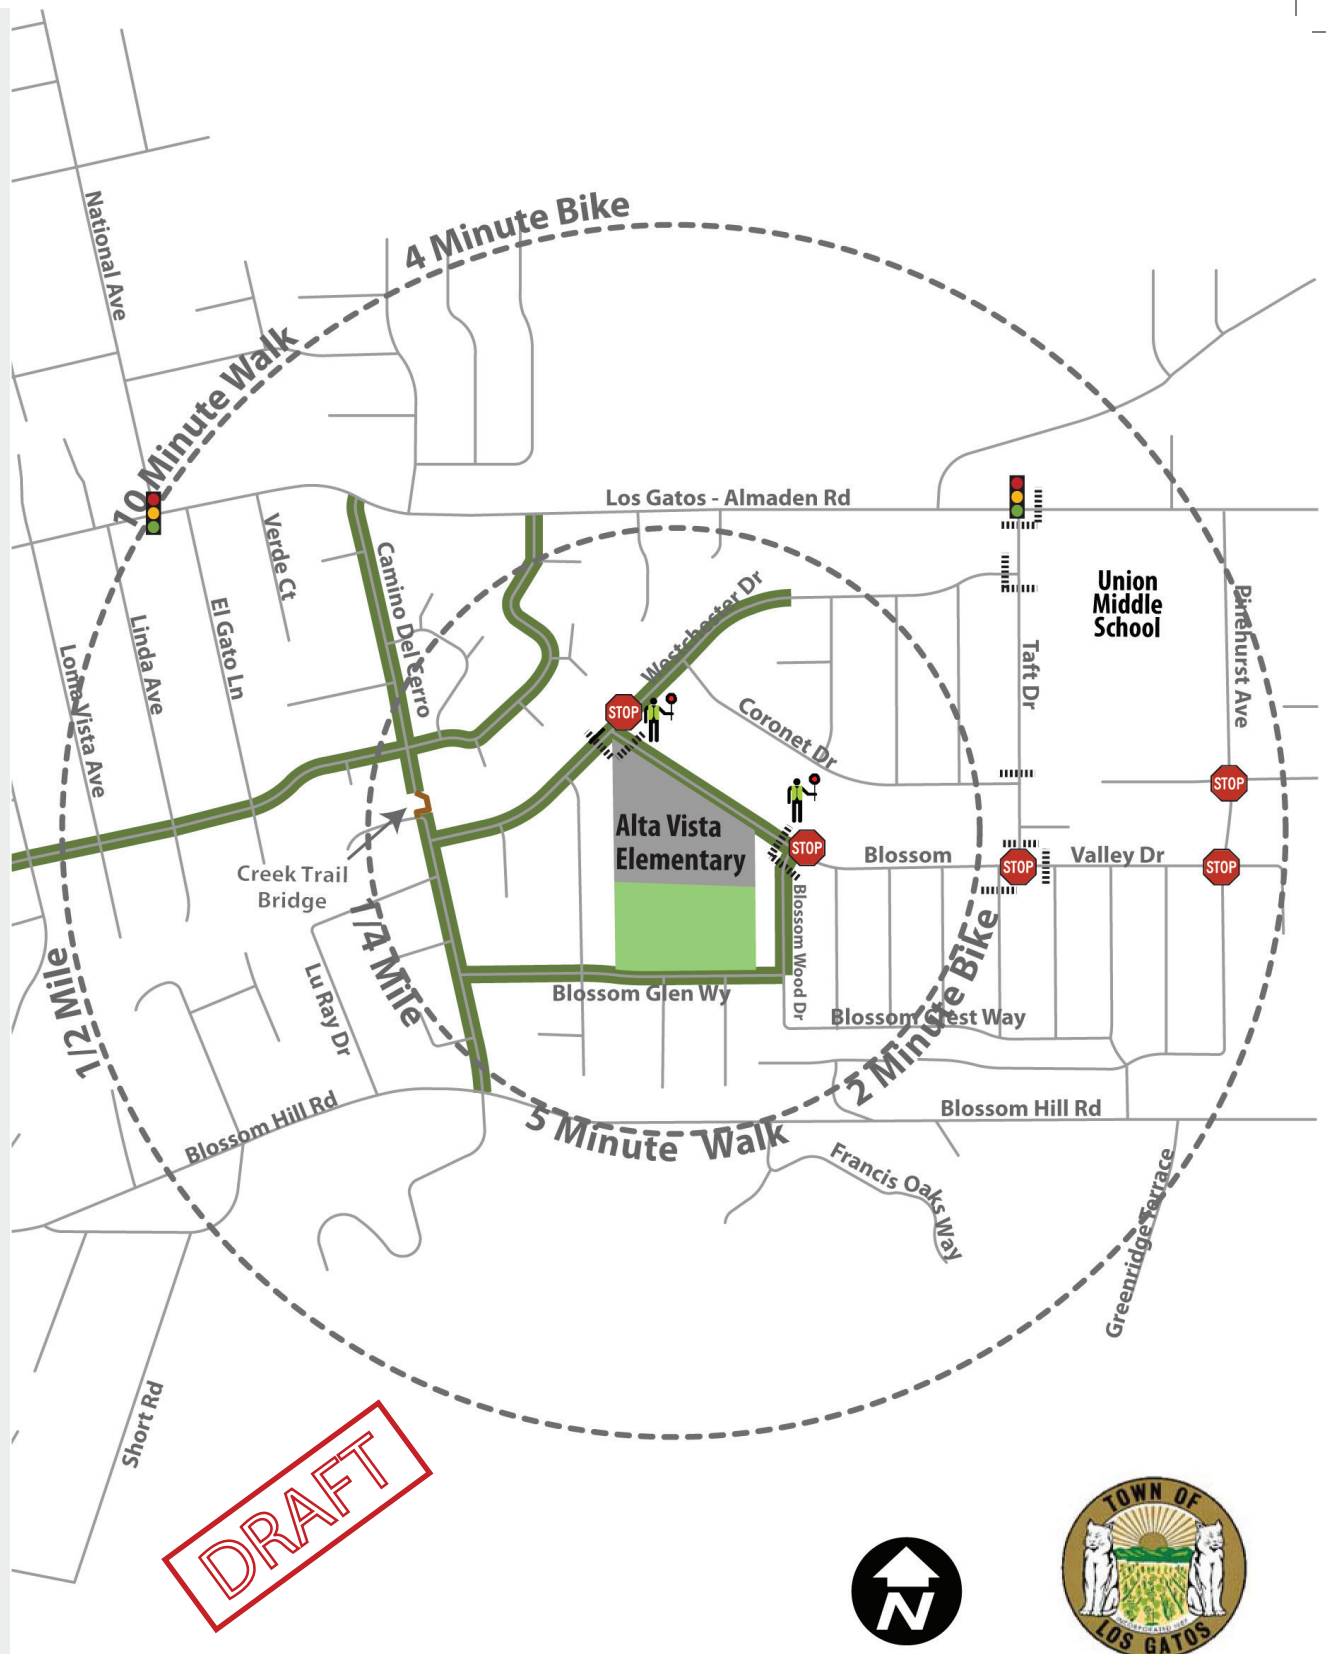 4 Minute Bike
National Ave
10 Minute Walk
Los Gatos - Almaden Rd
Verde Ct
Camino Del Cerro
Westchester Dr
Union
Middle
School
Pinehurst Ave
El Gato Ln
Linda Ave
Loma Vista Ave
Taft Dr
STOP
Coronet Dr
STOP
Alta Vista
Elementary
STOP
Blossom
STOP
Valley Dr
STOP
Creek Trail
Bridge
Blossom Wood Dr
1/4 Mile
1/2 Mile
Lu Ray Dr
Blossom Glen Wy
Blossom Crest Way
2 Minute Bike
Blossom Hill Rd
Blossom Hill Rd
5 Minute Walk
Francis Oaks Way
Greenridge Terrace
Short Rd
DRAFT
N
TOWN OF
INCORPORATED 1887
LOS GATOS